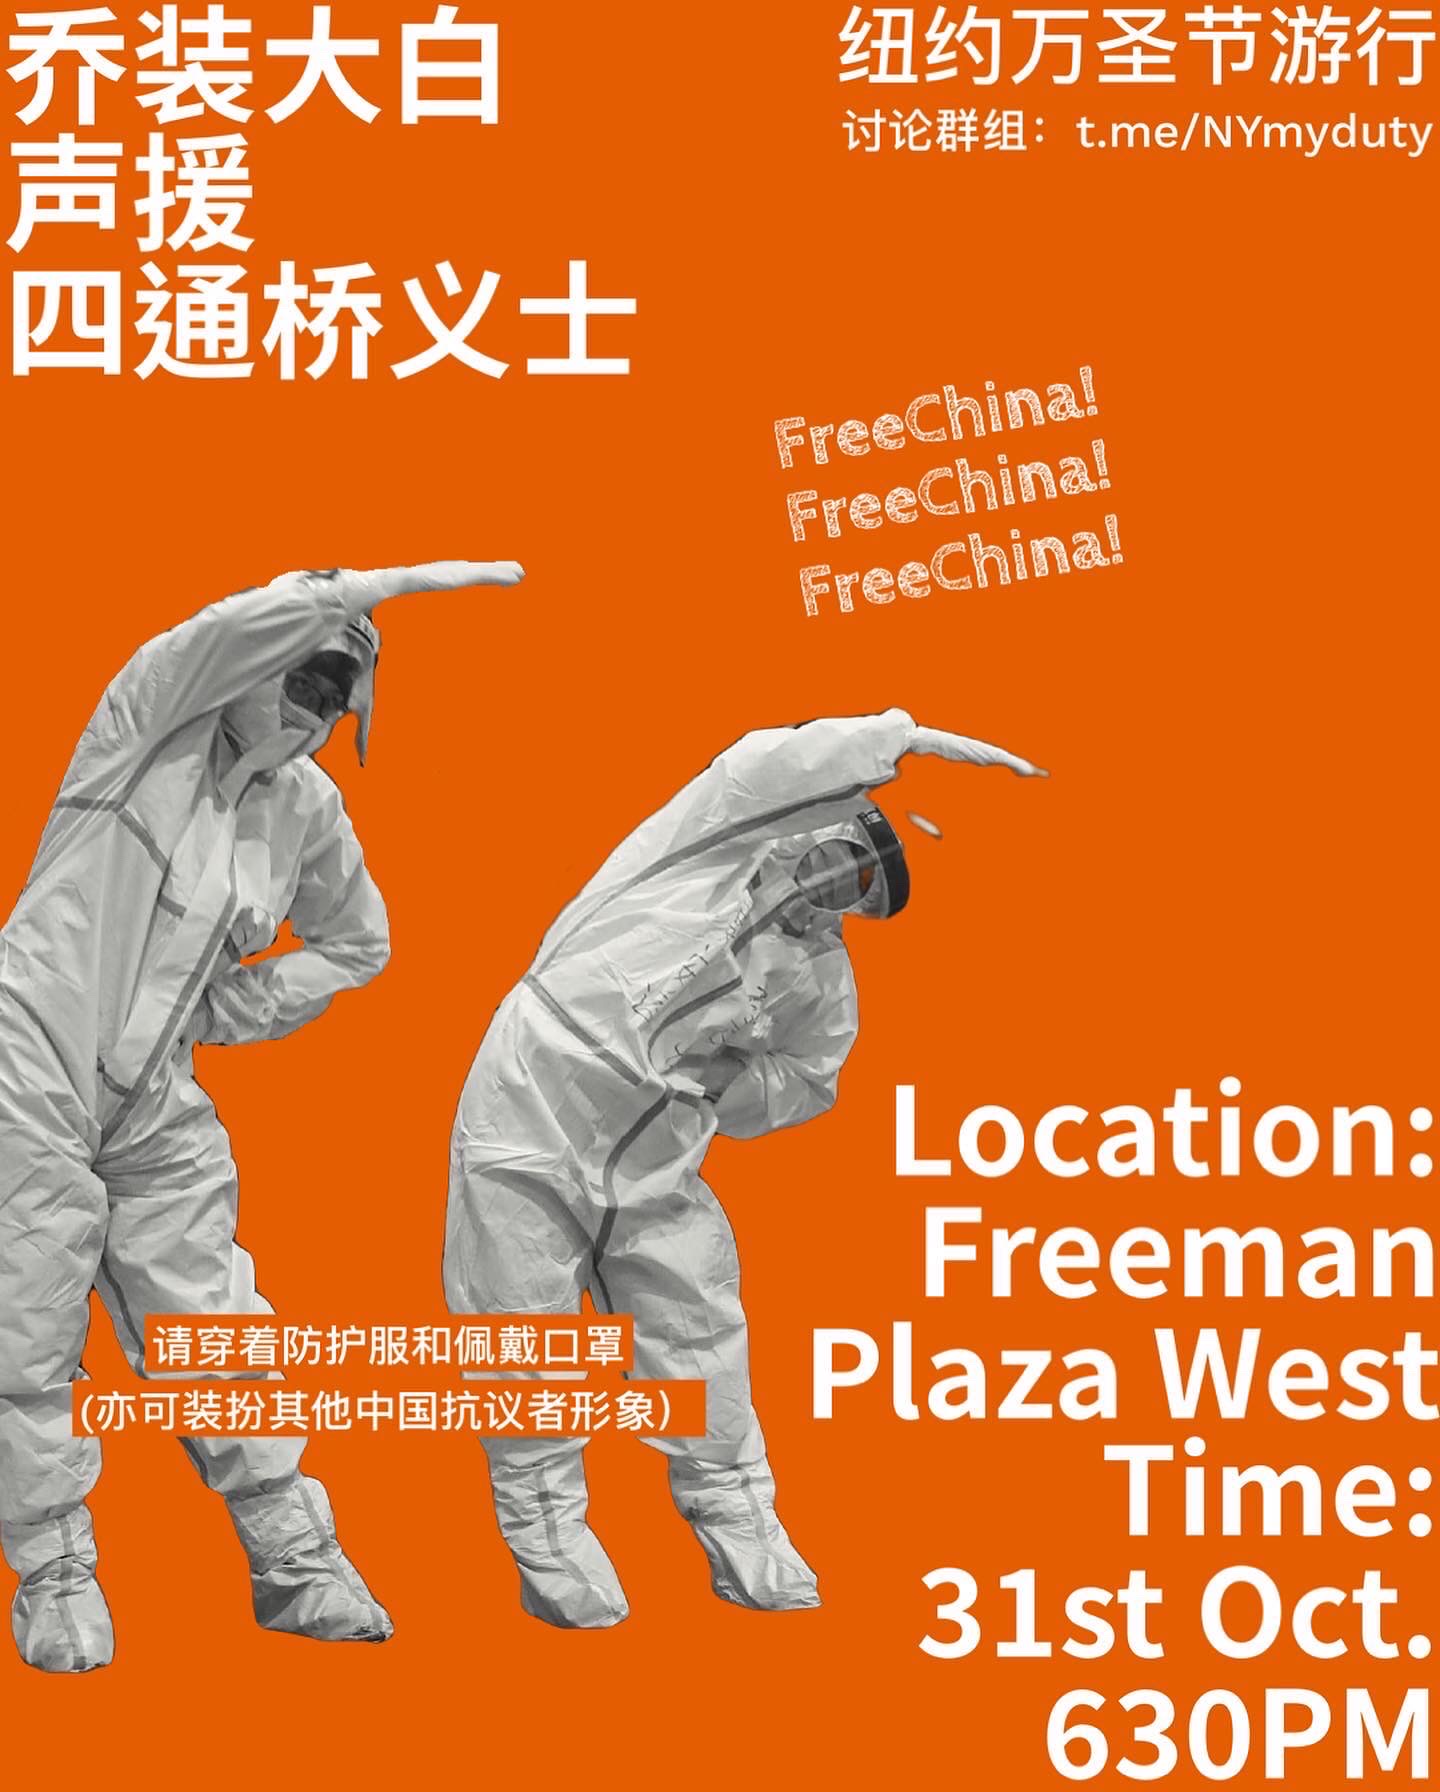 乔装大白
声援
四通桥义士
纽约万圣节游行
讨论群组：t.me/NYmyduty
FreeChina!
FreeChina!
FreeChina!
请穿着防护服和佩戴口罩
(亦可装扮其他中国抗议者形象)
Location:
Freeman
Plaza West
Time:
31st Oct.
630PM